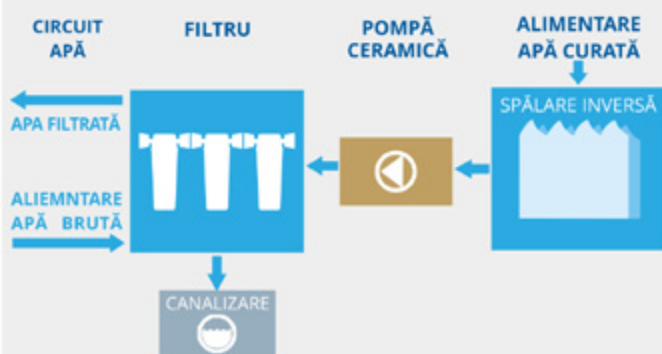 CIRCUIT
APĂ
FILTRU
POMPĂ
CERAMICĂ
ALIMENTARE
APĂ CURATĂ
SPĂLARE INVERSĂ
APA FILTRATĂ
ALIEMNTARE
APĂ BRUTĂ
CANALIZARE